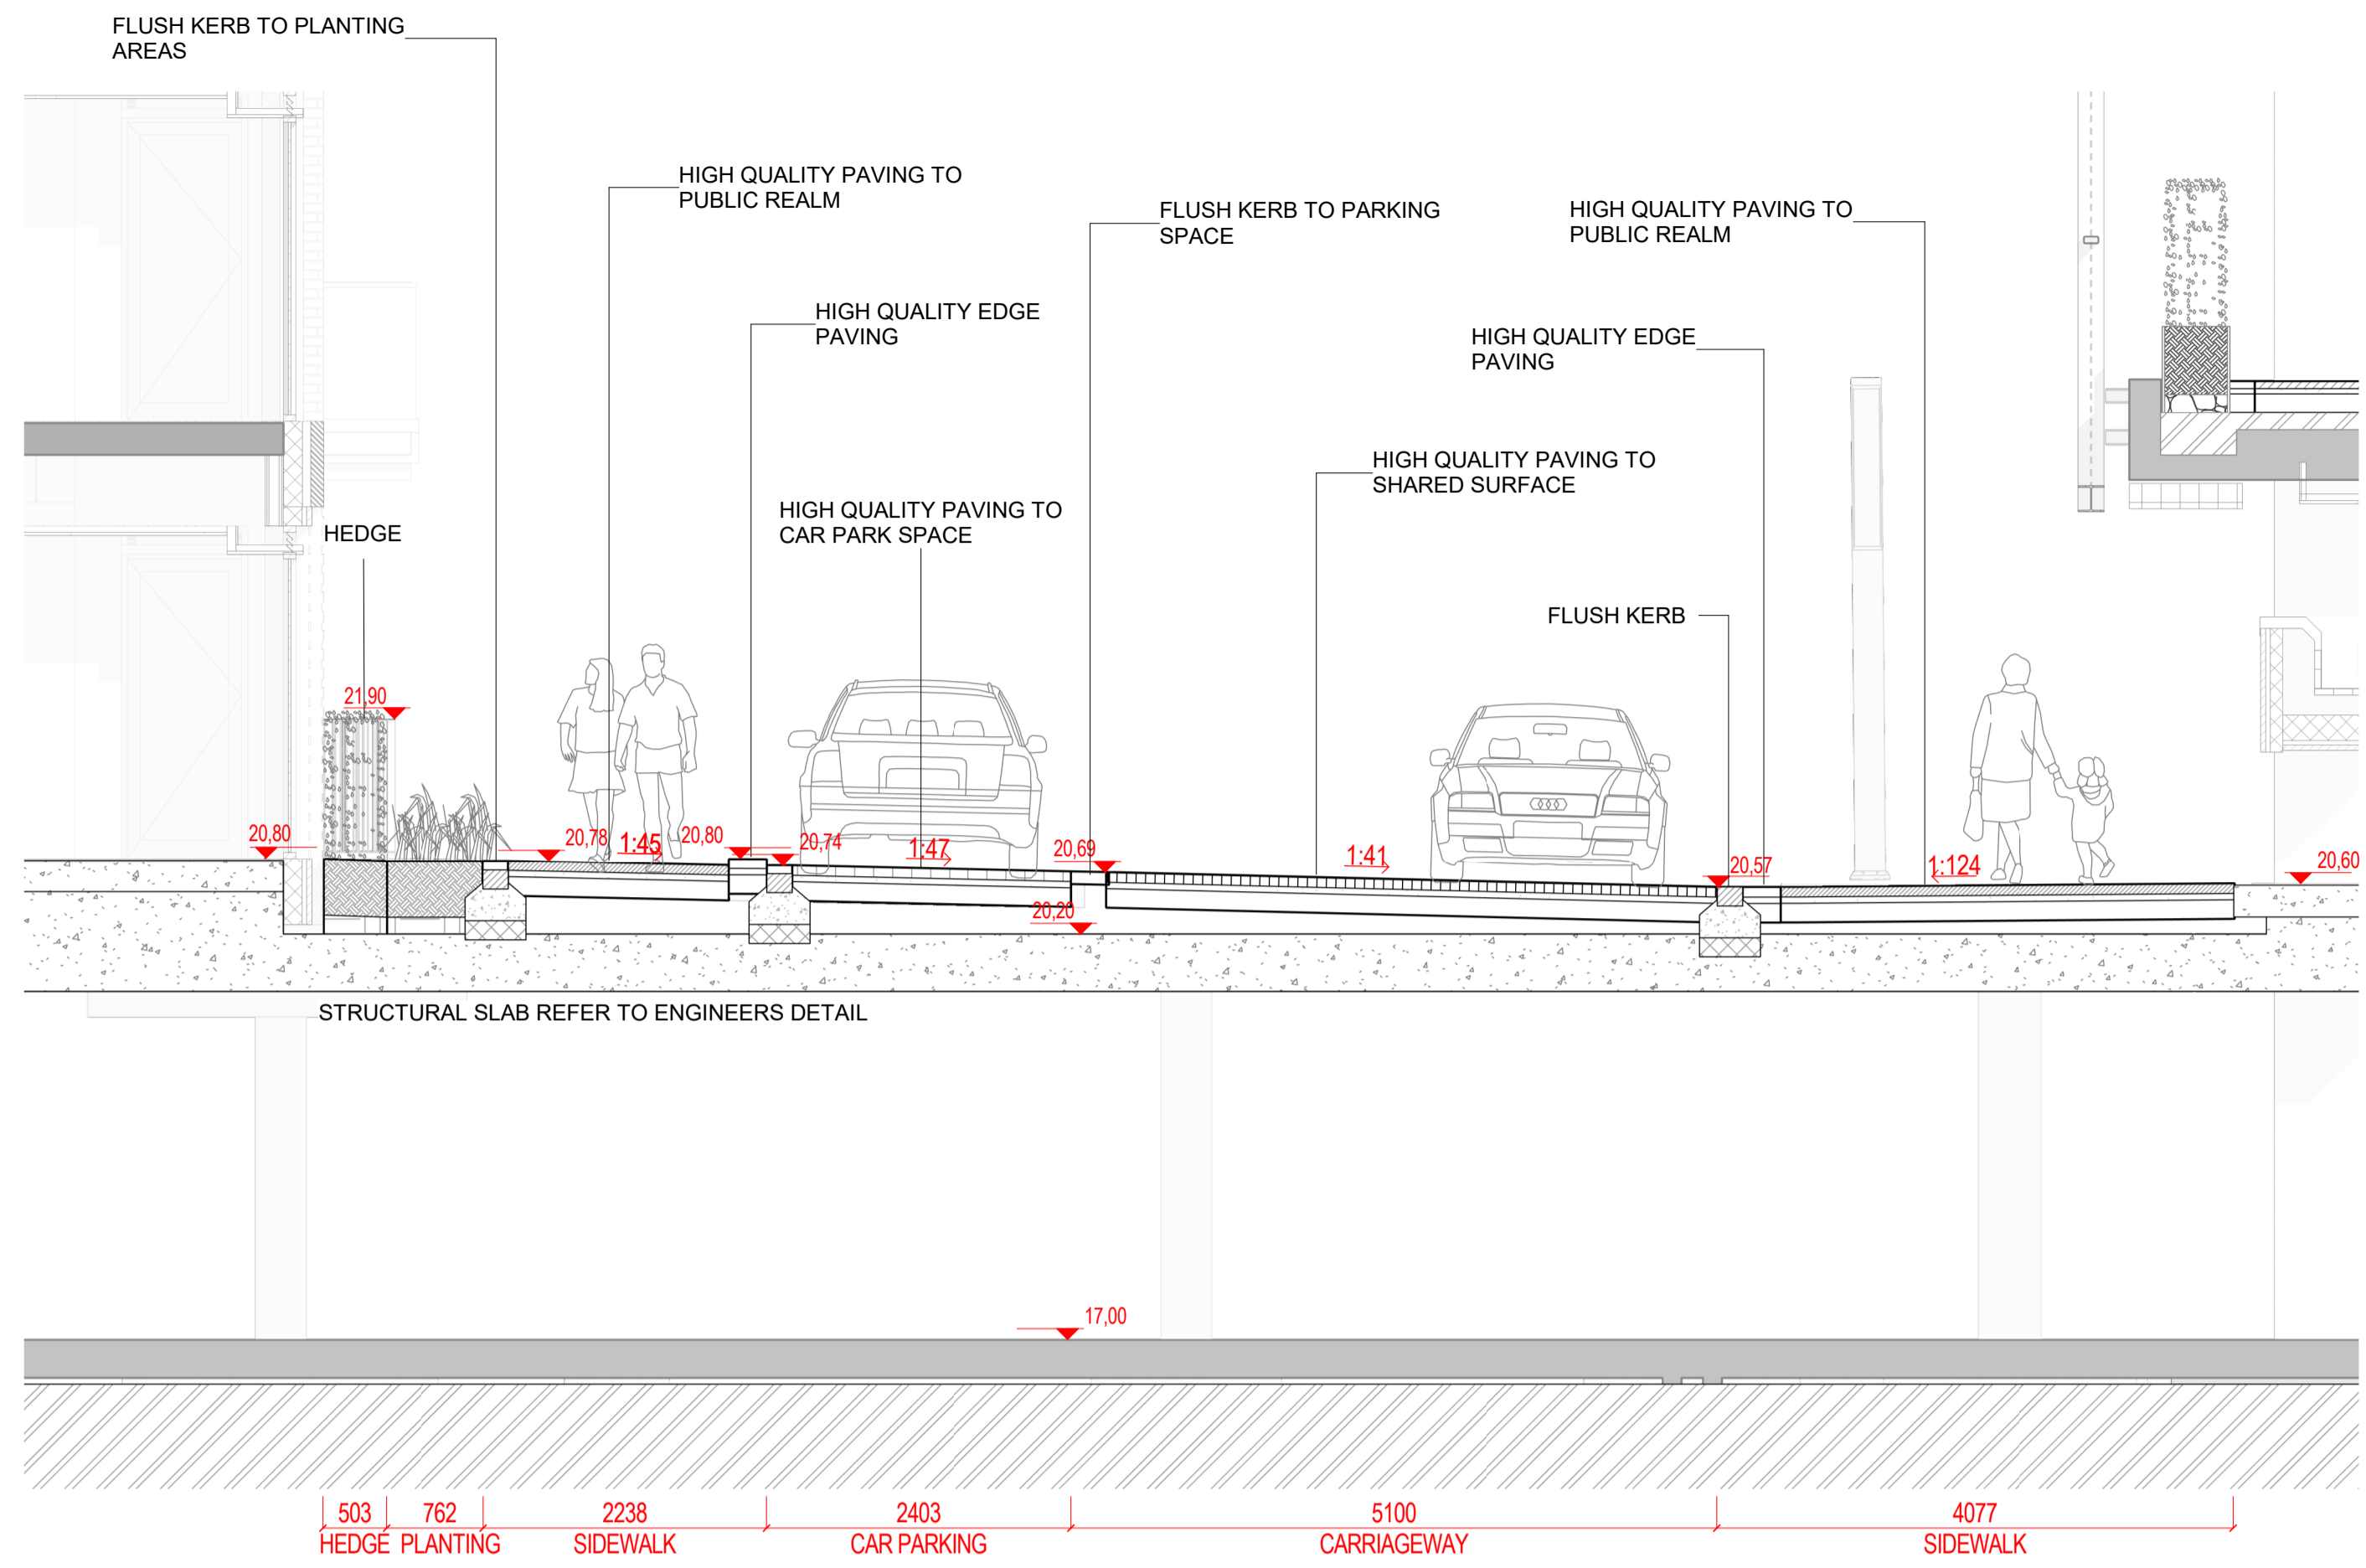 FLUSH KERB TO PLANTING
AREAS
HIGH QUALITY PAVING TO
PUBLIC REALM
FLUSH KERB TO PARKING
SPACE
HIGH QUALITY PAVING TO
PUBLIC REALM
HIGH QUALITY EDGE
PAVING
HIGH QUALITY EDGE
PAVING
HIGH QUALITY PAVING TO
SHARED SURFACE
HIGH QUALITY PAVING TO
CAR PARK SPACE
HEDGE
FLUSH KERB
21,90
20,80
20,78
1:45
20,80
20,74
1:47
20,69
1:41
20,57
1:124
20,60
20,20
STRUCTURAL SLAB REFER TO ENGINEERS DETAIL
17,00
503
762
2238
2403
5100
4077
HEDGE
PLANTING
SIDEWALK
CAR PARKING
CARRIAGEWAY
SIDEWALK